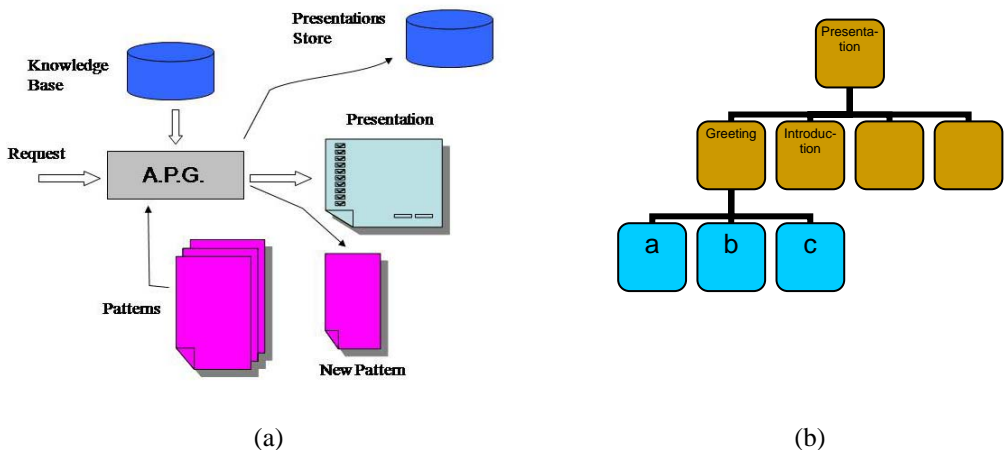 Presentations
Store
Knowledge
Base
Presentation
Request
A.P.G.
Patterns
New Pattern
(a)
Presenta-
tion
Greeting
Introduc-
tion
a
b
c
(b)